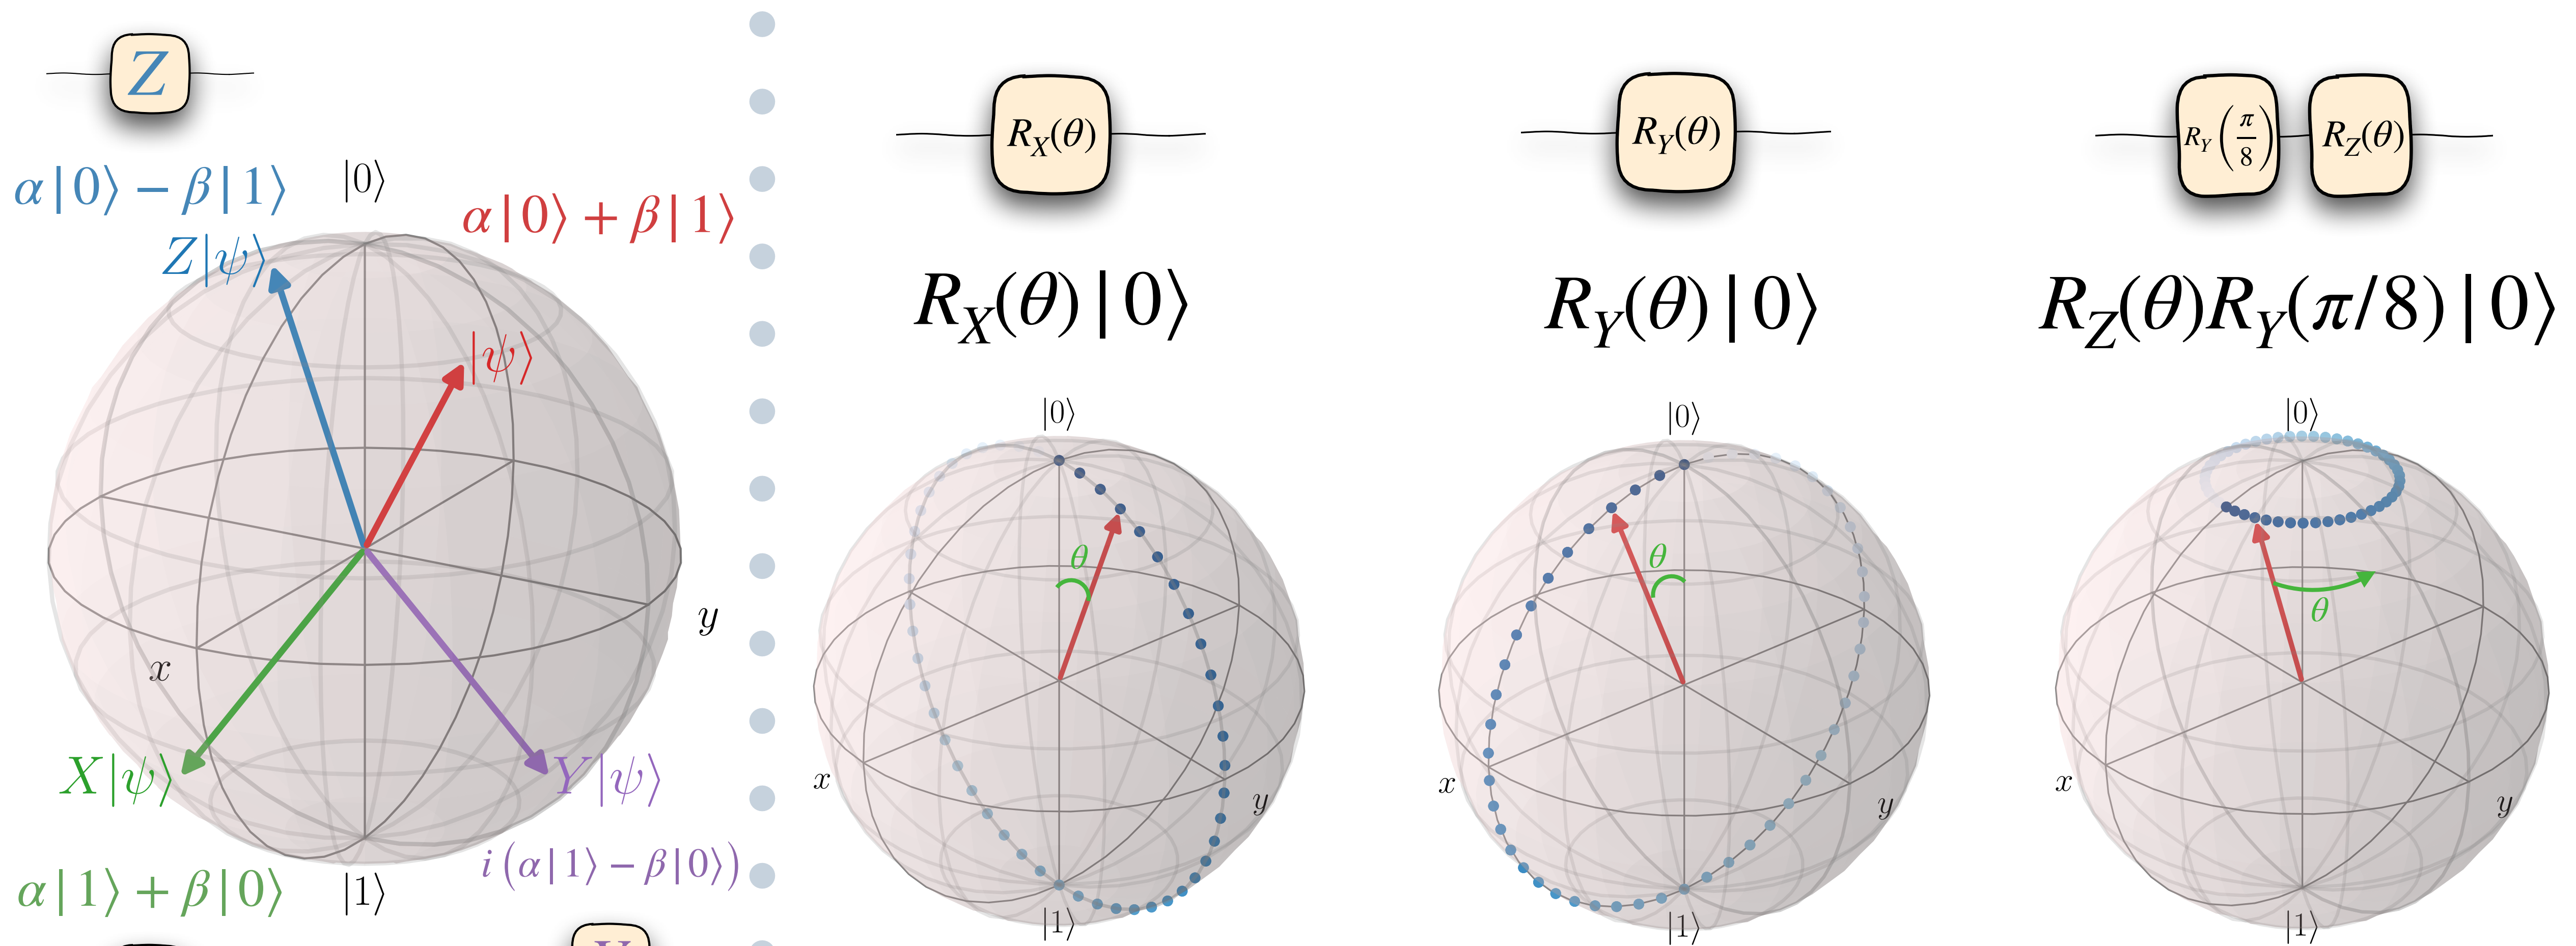 Z
α|0⟩ − β|1⟩
|0⟩
α|0⟩ + β|1⟩
Z|ψ⟩
|ψ⟩
x
y
X|ψ⟩
Y|ψ⟩
α|1⟩ + β|0⟩
|1⟩
i(α|1⟩ − β|0⟩)
R_X(θ)
R_X(θ)|0⟩
|0⟩
θ
x
y
|1⟩
R_Y(θ)
R_Y(θ)|0⟩
|0⟩
θ
x
y
|1⟩
R_Y(π/8)
R_Z(θ)
R_Z(θ)R_Y(π/8)|0⟩
|0⟩
θ
x
y
|1⟩